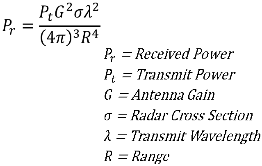 P_r = \frac{P_t G^2 σ λ^2}{(4π)^3 R^4}
P_r = Received Power
P_t = Transmit Power
G = Antenna Gain
σ = Radar Cross Section
λ = Transmit Wavelength
R = Range